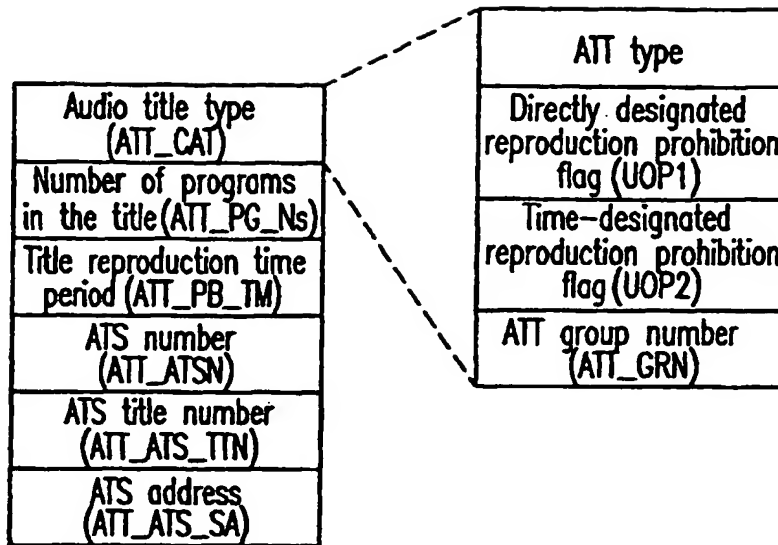 Audio title type
(ATT_CAT)
Number of programs
in the title (ATT_PG_Ns)
Title reproduction time
period (ATT_PB_TM)
ATS number
(ATT_ATSN)
ATS title number
(ATT_ATS_TTN)
ATS address
(ATT_ATS_SA)
ATT type
Directly designated
reproduction prohibition
flag (UOP1)
Time-designated
reproduction prohibition
flag (UOP2)
ATT group number
(ATT_GRN)